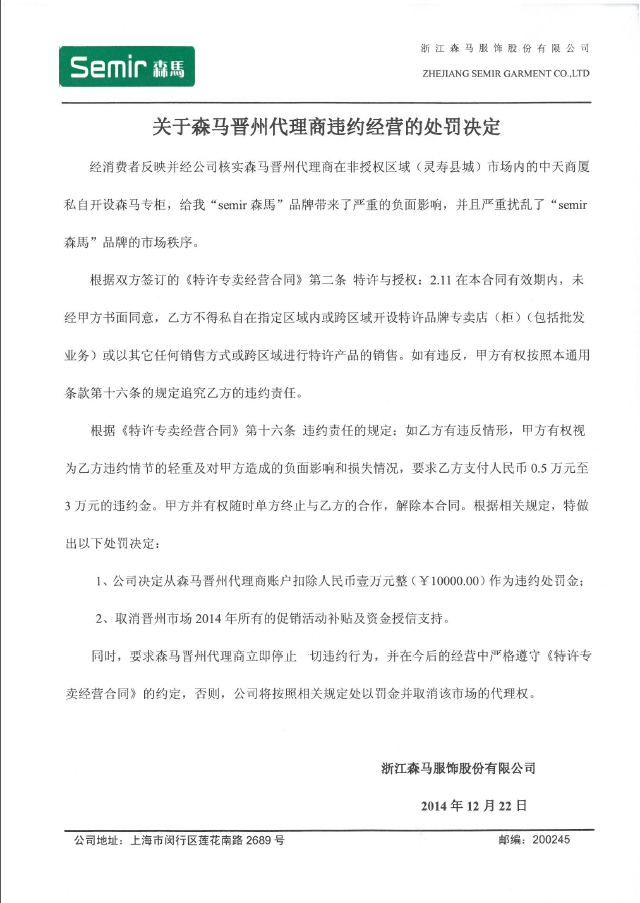 Semir 森馬
浙江森马服饰股份有限公司
ZHEJIANG SEMIR GARMENT CO.,LTD
关于森马晋州代理商违约经营的处罚决定
经消费者反映并经公司核实森马晋州代理商在非授权区域（灵寿县城）市场内的中天商厦
私自开设森马专柜，给我“semir 森馬”品牌带来了严重的负面影响，并且严重扰乱了“semir
森馬”品牌的市场秩序。
根据双方签订的《特许专卖经营合同》第二条 特许与授权：2.11 在本合同有效期内，未
经甲方书面同意，乙方不得私自在指定区域内或跨区域开设特许品牌专卖店（柜）（包括批发
业务）或以其它任何销售方式或跨区域进行特许产品的销售。如有违反，甲方有权按照本通用
条款第十六条的规定追究乙方的违约责任。
根据《特许专卖经营合同》第十六条 违约责任的规定：如乙方有违反情形，甲方有权视
为乙方违约情节的轻重及对甲方造成的负面影响和损失情况，要求乙方支付人民币 0.5 万元至
3 万元的违约金。甲方并有权随时单方终止与乙方的合作，解除本合同。根据相关规定，特做
出以下处罚决定：
1、公司决定从森马晋州代理商账户扣除人民币壹万元整（￥10000.00）作为违约处罚金；
2、取消晋州市场 2014 年所有的促销活动补贴及资金授信支持。
同时，要求森马晋州代理商立即停止一切违约行为，并在今后的经营中严格遵守《特许专
卖经营合同》的约定，否则，公司将按照相关规定处以罚金并取消该市场的代理权。
浙江森马服饰股份有限公司
2014 年 12 月 22 日
公司地址：上海市闵行区莲花南路 2689 号
邮编：200245